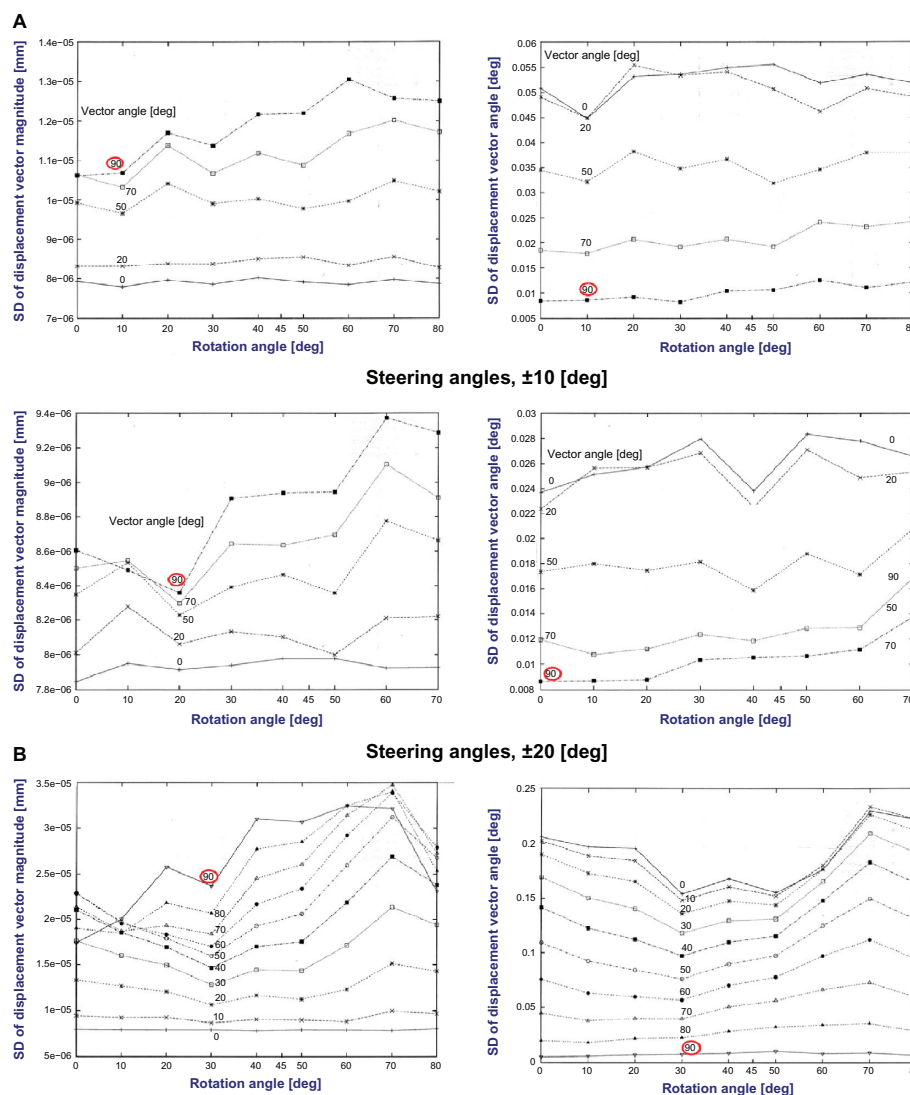 A
SD of displacement vector magnitude [mm]
1.4e−05
1.3e−05
1.1e−05
1.1e−05
1e−05
9e−06
8e−06
7e−06
Vector angle [deg]
90
70
50
20
0
0 10 20 30 40 45 50 60 70 80
Rotation angle [deg]
SD of displacement vector angle [deg]
0.06
0.055
0.05
0.045
0.04
0.035
0.03
0.025
0.02
0.015
0.01
0.005
Vector angle [deg]
0
20
50
70
90
0 10 20 30 40 45 50 60 70 80
Rotation angle [deg]
Steering angles, ±10 [deg]
SD of displacement vector magnitude [mm]
9.4e−06
9.2e−06
9e−06
8.8e−06
8.6e−06
8.4e−06
8.2e−06
8e−06
7.8e−06
Vector angle [deg]
90
70
50
20
0
0 10 20 30 40 45 50 60 70
Rotation angle [deg]
SD of displacement vector angle [deg]
0.03
0.028
0.026
0.024
0.022
0.02
0.018
0.016
0.014
0.012
0.01
0.008
Vector angle [deg]
0
0
20
20
50
90
70
70
90
0 10 20 30 40 45 50 60 70
Rotation angle [deg]
B
Steering angles, ±20 [deg]
SD of displacement vector magnitude [mm]
3.5e−05
3e−05
2.5e−05
2e−05
1.5e−05
1e−05
5e−06
90
80
70
60
50
40
30
20
10
0
0 10 20 30 40 45 50 60 70 80
Rotation angle [deg]
SD of displacement vector angle [deg]
0.25
0.2
0.15
0.1
0.05
0
0
10
20
30
40
50
60
70
80
90
0 10 20 30 40 45 50 60 70 80
Rotation angle [deg]